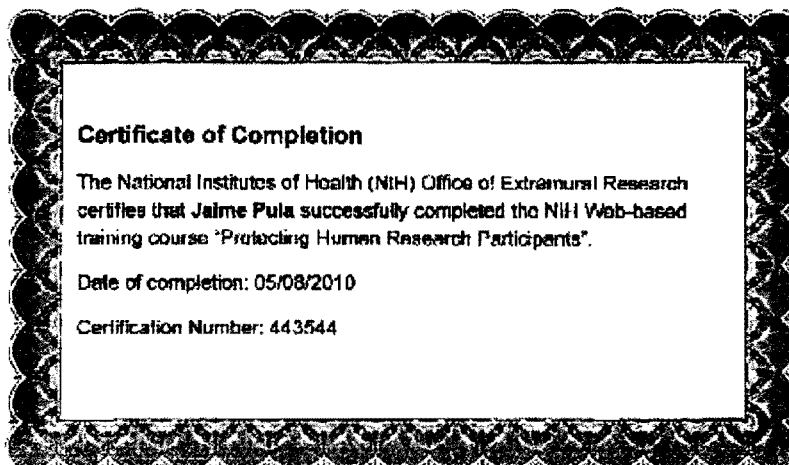 Certificate of Completion
The National Institutes of Health (NIH) Office of Extramural Research
certifies that Jaime Pula successfully completed the NIH Web-based
training course "Protecting Human Research Participants".
Date of completion: 05/08/2010
Certification Number: 443544